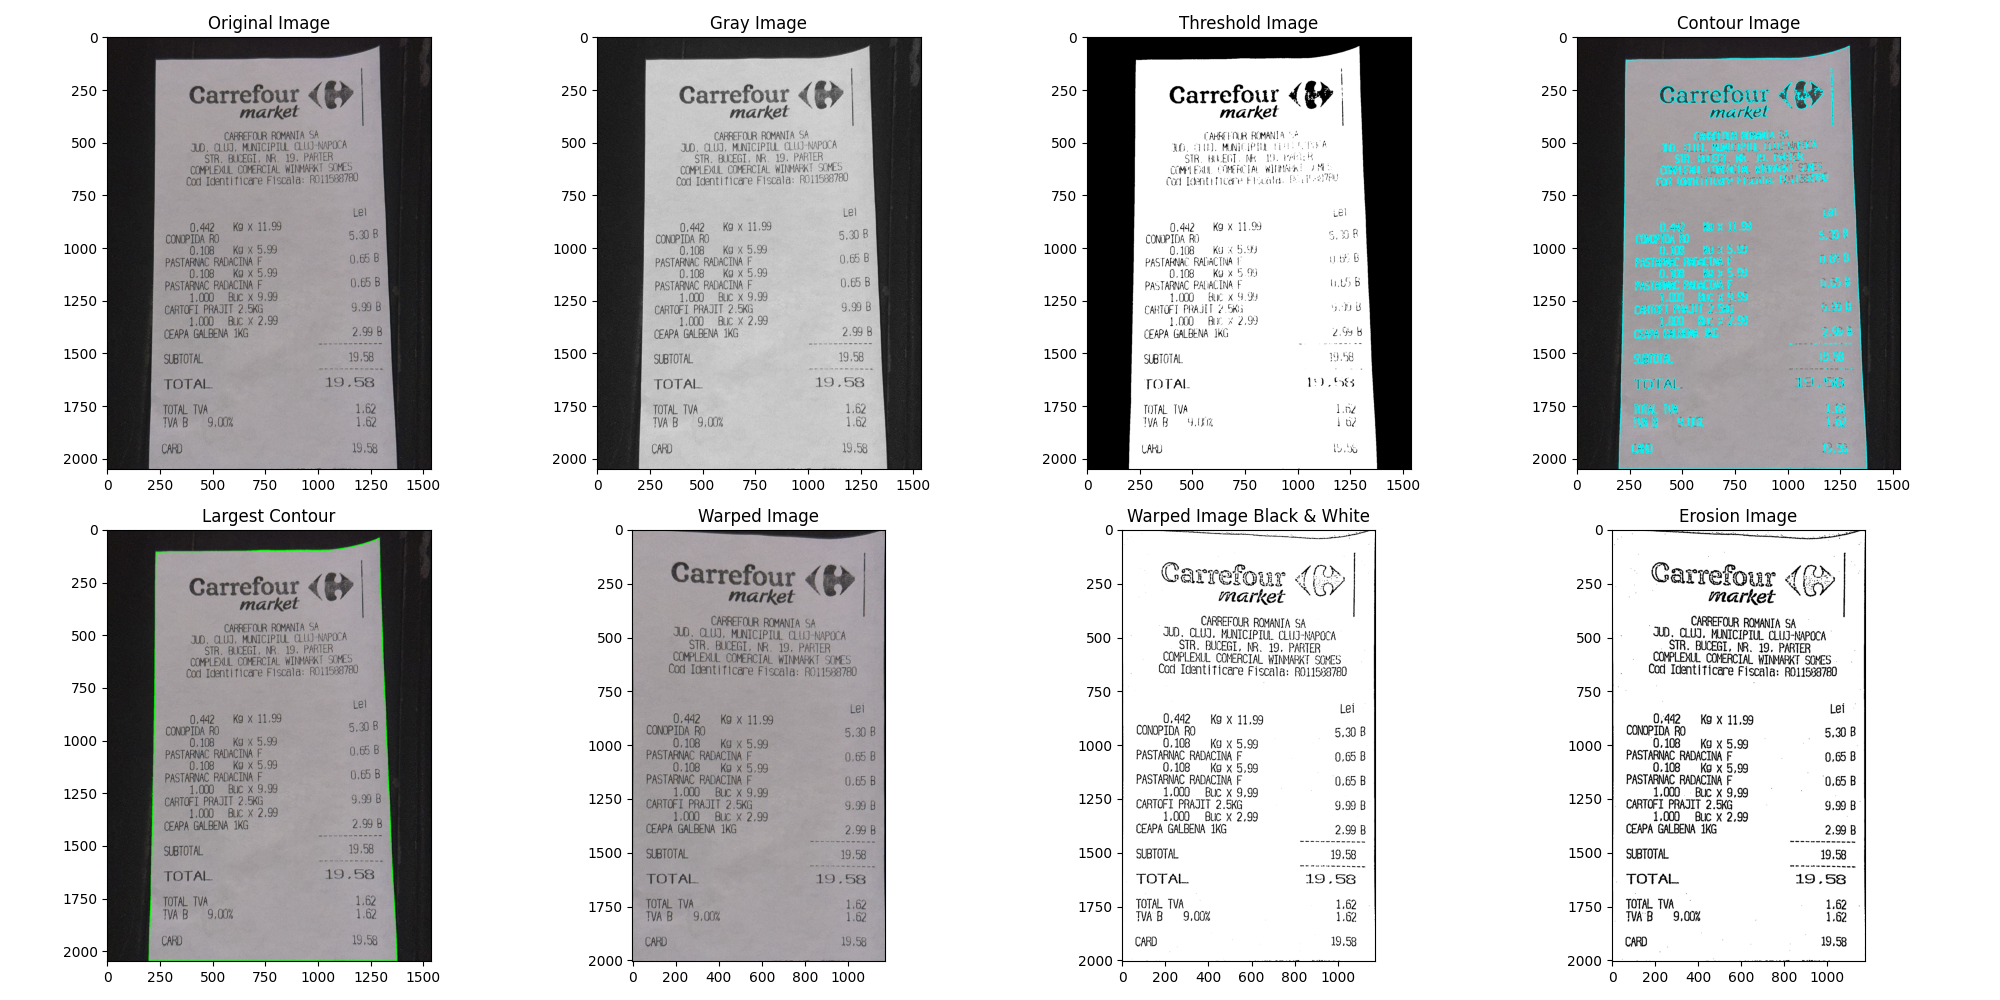 Original Image
0
250
500
750
1000
1250
1500
1750
2000
Carrefour
market
CARREFOUR ROMANIA SA
JUD. CLUJ, MUNICIPIUL CLUJ-NAPOCA
STR. BUCEGI, NR. 19, PARTER
COMPLEXUL COMERCIAL WINMARKT SOMES
Cod Identificare Fiscala: RO11588780
Lei
0.442 Kg x 11.99
CONOPIDA RO 5.30 B
0.108 Kg x 5.99
PASTARNAC RADACINA F 0.65 B
0.108 Kg x 5.99
PASTARNAC RADACINA F 0.65 B
1.000 Buc x 9.99
CARTOFI PRAJIT 2.5KG 9.99 B
1.000 Buc x 2.99
CEAPA GALBENA 1KG 2.99 B
SUBTOTAL 19.58
TOTAL 19.58
TOTAL TVA 1.62
TVA B 9.00% 1.62
CARD 19.58
0 250 500 750 1000 1250 1500
Gray Image
0
250
500
750
1000
1250
1500
1750
2000
Carrefour
market
CARREFOUR ROMANIA SA
JUD. CLUJ, MUNICIPIUL CLUJ-NAPOCA
STR. BUCEGI, NR. 19, PARTER
COMPLEXUL COMERCIAL WINMARKT SOMES
Cod Identificare Fiscala: RO11588780
Lei
0.442 Kg x 11.99
CONOPIDA RO 5.30 B
0.108 Kg x 5.99
PASTARNAC RADACINA F 0.65 B
0.108 Kg x 5.99
PASTARNAC RADACINA F 0.65 B
1.000 Buc x 9.99
CARTOFI PRAJIT 2.5KG 9.99 B
1.000 Buc x 2.99
CEAPA GALBENA 1KG 2.99 B
SUBTOTAL 19.58
TOTAL 19.58
TOTAL TVA 1.62
TVA B 9.00% 1.62
CARD 19.58
0 250 500 750 1000 1250 1500
Threshold Image
0
250
500
750
1000
1250
1500
1750
2000
Carrefour
market
CARREFOUR ROMANIA SA
JUD. CLUJ, MUNICIPIUL
STR. 19,
COMERCIAL
Cod Identificare Fiscala:
Lei
0.442 Kg x 11.99
CONOPIDA RO 5.30 B
0.108 Kg x 5.99
PASTARNAC RADACINA F 0.65 B
0.108 Kg x 5.99
PASTARNAC RADACINA F 0.65 B
1.000 Buc x 9.99
CARTOFI PRAJIT 2.5KG 9.99 B
1.000 Buc x 2.99
CEAPA GALBENA 1KG 2.99 B
SUBTOTAL 19.58
TOTAL 19.58
TOTAL TVA 1.62
TVA B 9.00% 1.62
CARD 19.58
0 250 500 750 1000 1250 1500
Contour Image
0
250
500
750
1000
1250
1500
1750
2000
Carrefour
market
TOTAL 19.58
0 250 500 750 1000 1250 1500
Largest Contour
0
250
500
750
1000
1250
1500
1750
2000
Carrefour
market
CARREFOUR ROMANIA SA
JUD. CLUJ, MUNICIPIUL CLUJ-NAPOCA
STR. BUCEGI, NR. 19, PARTER
COMPLEXUL COMERCIAL WINMARKT SOMES
Cod Identificare Fiscala: RO11588780
Lei
0.442 Kg x 11.99
CONOPIDA RO 5.30 B
0.108 Kg x 5.99
PASTARNAC RADACINA F 0.65 B
0.108 Kg x 5.99
PASTARNAC RADACINA F 0.65 B
1.000 Buc x 9.99
CARTOFI PRAJIT 2.5KG 9.99 B
1.000 Buc x 2.99
CEAPA GALBENA 1KG 2.99 B
SUBTOTAL 19.58
TOTAL 19.58
TOTAL TVA 1.62
TVA B 9.00% 1.62
CARD 19.58
0 250 500 750 1000 1250 1500
Warped Image
0
250
500
750
1000
1250
1500
1750
2000
Carrefour
market
CARREFOUR ROMANIA SA
JUD. CLUJ, MUNICIPIUL CLUJ-NAPOCA
STR. BUCEGI, NR. 19, PARTER
COMPLEXUL COMERCIAL WINMARKT SOMES
Cod Identificare Fiscala: RO11588780
Lei
0.442 Kg x 11.99
CONOPIDA RO 5.30 B
0.108 Kg x 5.99
PASTARNAC RADACINA F 0.65 B
0.108 Kg x 5.99
PASTARNAC RADACINA F 0.65 B
1.000 Buc x 9.99
CARTOFI PRAJIT 2.5KG 9.99 B
1.000 Buc x 2.99
CEAPA GALBENA 1KG 2.99 B
SUBTOTAL 19.58
TOTAL 19.58
TOTAL TVA 1.62
TVA B 9.00% 1.62
CARD 19.58
0 200 400 600 800 1000
Warped Image Black & White
0
250
500
750
1000
1250
1500
1750
2000
Carrefour
market
CARREFOUR ROMANIA SA
JUD. CLUJ, MUNICIPIUL CLUJ-NAPOCA
STR. BUCEGI, NR. 19, PARTER
COMPLEXUL COMERCIAL WINMARKT SOMES
Cod Identificare Fiscala: RO11588780
Lei
0.442 Kg x 11.99
CONOPIDA RO 5.30 B
0.108 Kg x 5.99
PASTARNAC RADACINA F 0.65 B
0.108 Kg x 5.99
PASTARNAC RADACINA F 0.65 B
1.000 Buc x 9.99
CARTOFI PRAJIT 2.5KG 9.99 B
1.000 Buc x 2.99
CEAPA GALBENA 1KG 2.99 B
SUBTOTAL 19.58
TOTAL 19.58
TOTAL TVA 1.62
TVA B 9.00% 1.62
CARD 19.58
0 200 400 600 800 1000
Erosion Image
0
250
500
750
1000
1250
1500
1750
2000
Carrefour
market
CARREFOUR ROMANIA SA
JUD. CLUJ, MUNICIPIUL CLUJ-NAPOCA
STR. BUCEGI, NR. 19, PARTER
COMPLEXUL COMERCIAL WINMARKT SOMES
Cod Identificare Fiscala: RO11588780
Lei
0.442 Kg x 11.99
CONOPIDA RO 5.30 B
0.108 Kg x 5.99
PASTARNAC RADACINA F 0.65 B
0.108 Kg x 5.99
PASTARNAC RADACINA F 0.65 B
1.000 Buc x 9.99
CARTOFI PRAJIT 2.5KG 9.99 B
1.000 Buc x 2.99
CEAPA GALBENA 1KG 2.99 B
SUBTOTAL 19.58
TOTAL 19.58
TOTAL TVA 1.62
TVA B 9.00% 1.62
CARD 19.58
0 200 400 600 800 1000